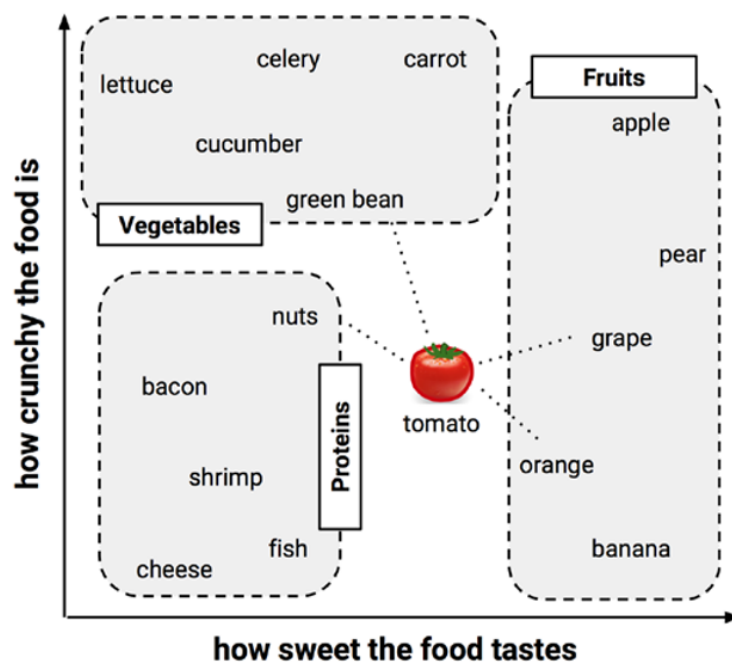 celery
carrot
lettuce
Fruits
apple
cucumber
green bean
Vegetables
pear
nuts
grape
bacon
tomato
Proteins
orange
shrimp
fish
banana
cheese
how crunchy the food is
how sweet the food tastes